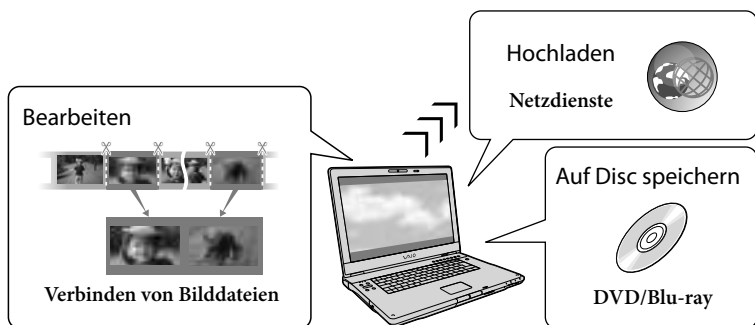 Bearbeiten
Verbinden von Bilddateien
VAIO
Hochladen
Netzdienste
Auf Disc speichern
DVD/Blu-ray